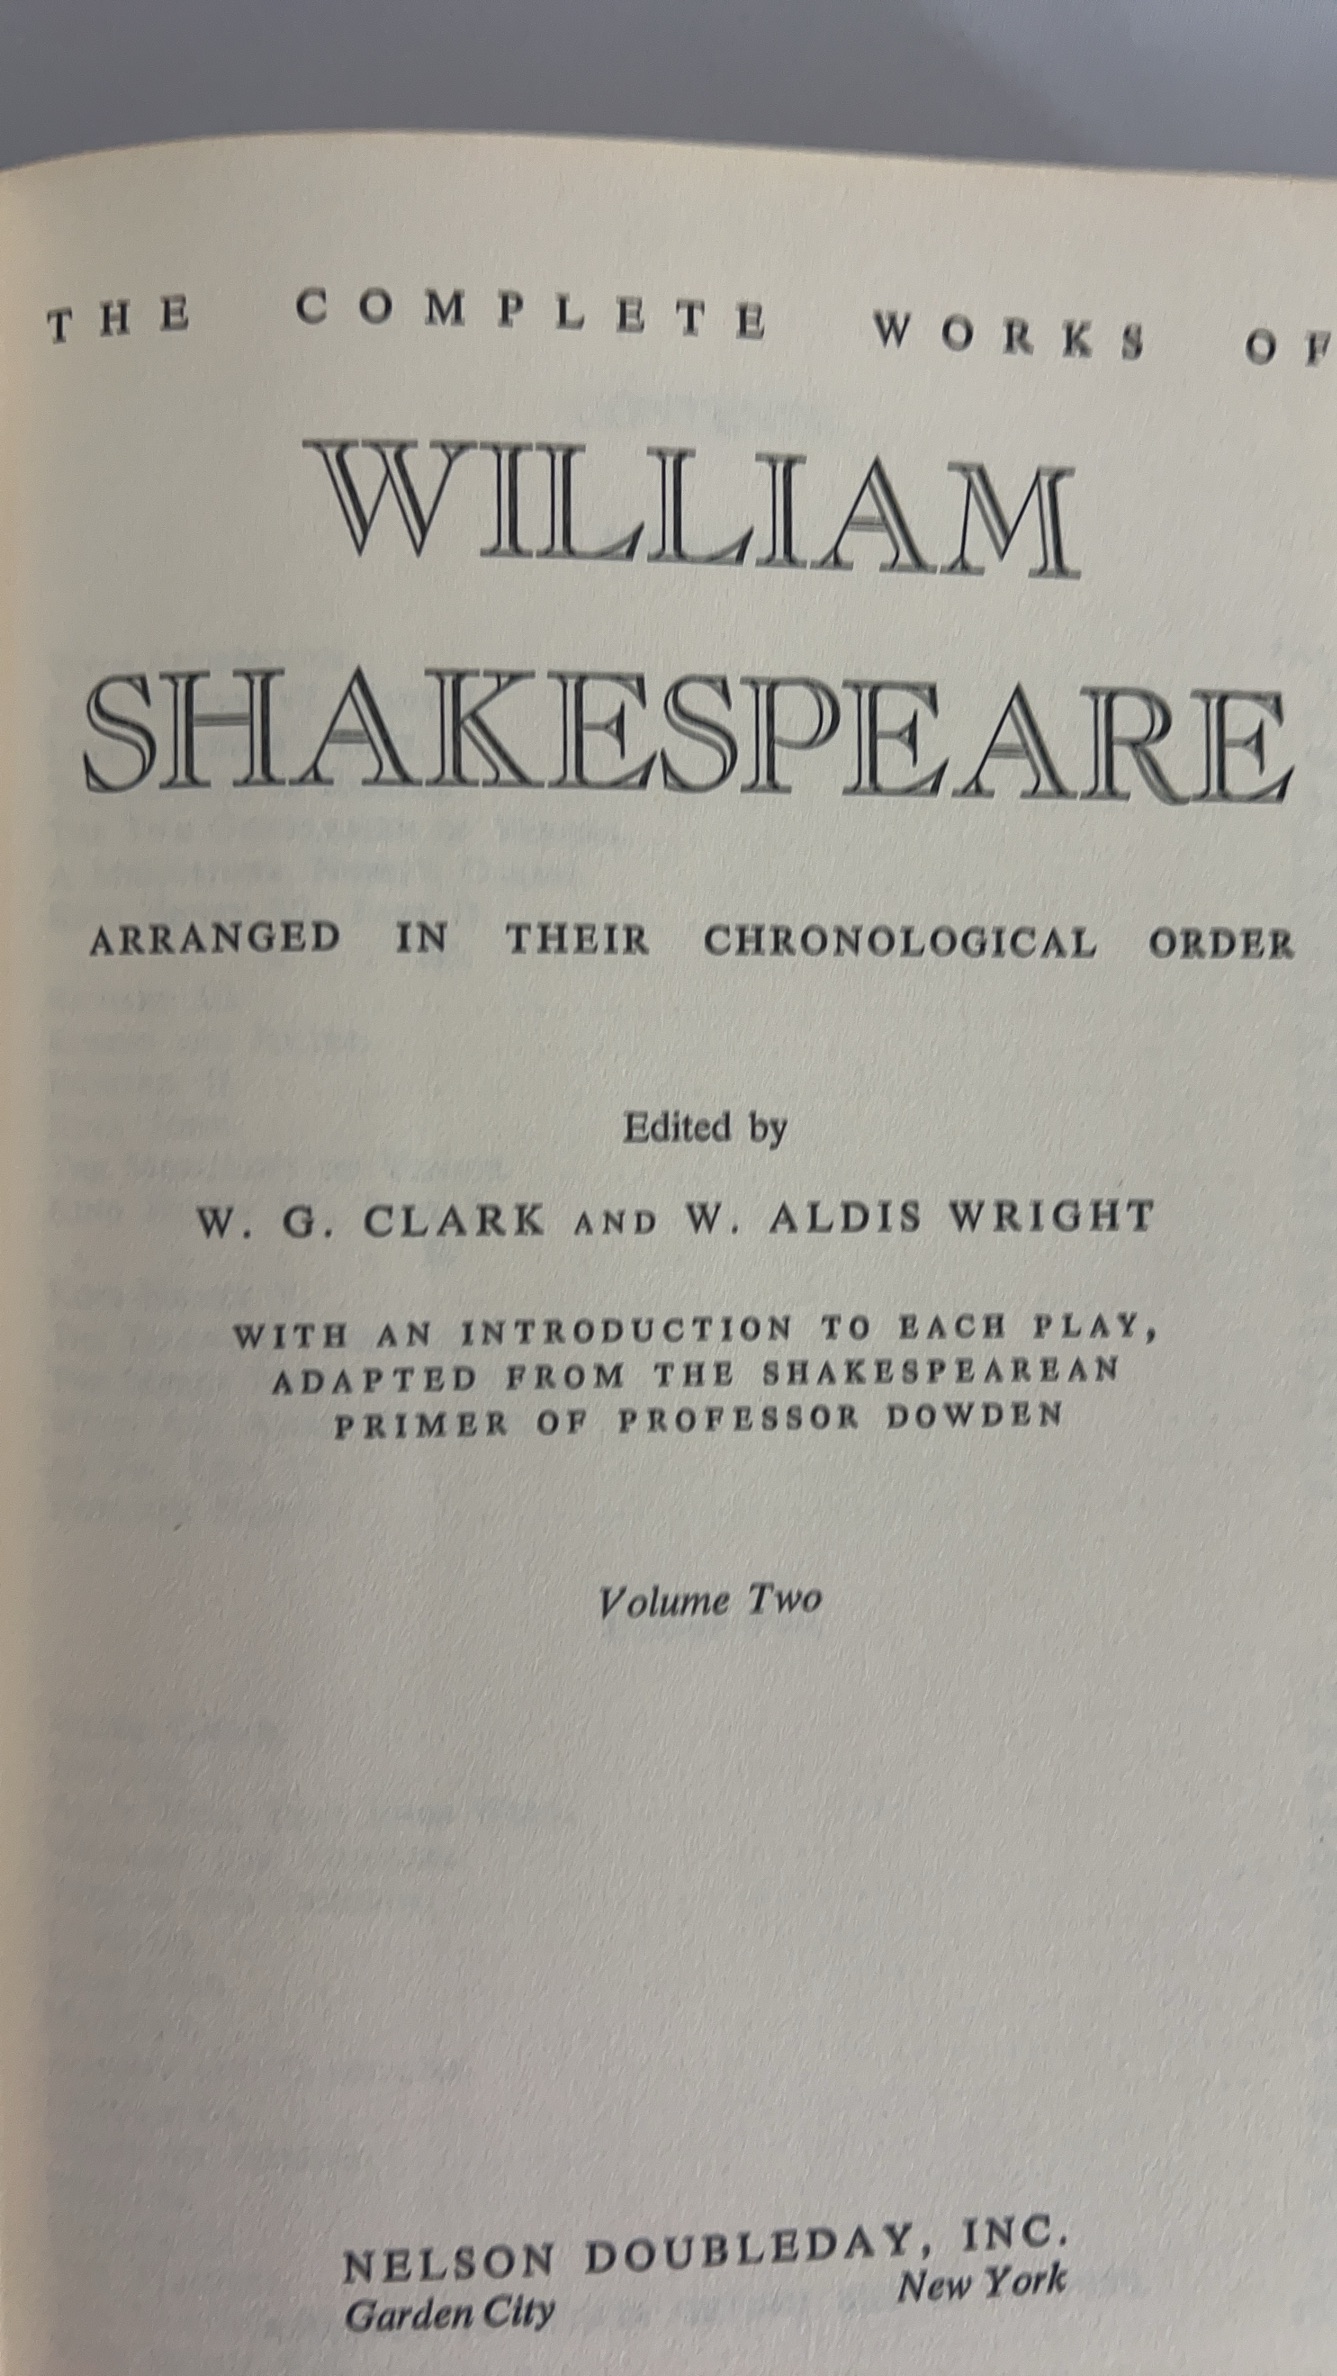 THE COMPLETE WORKS OF
WILLIAM
SHAKESPEARE
ARRANGED IN THEIR CHRONOLOGICAL ORDER
Edited by
W. G. CLARK AND W. ALDIS WRIGHT
WITH AN INTRODUCTION TO EACH PLAY,
ADAPTED FROM THE SHAKESPEAREAN
PRIMER OF PROFESSOR DOWDEN
Volume Two
NELSON DOUBLEDAY, INC.
Garden City New York